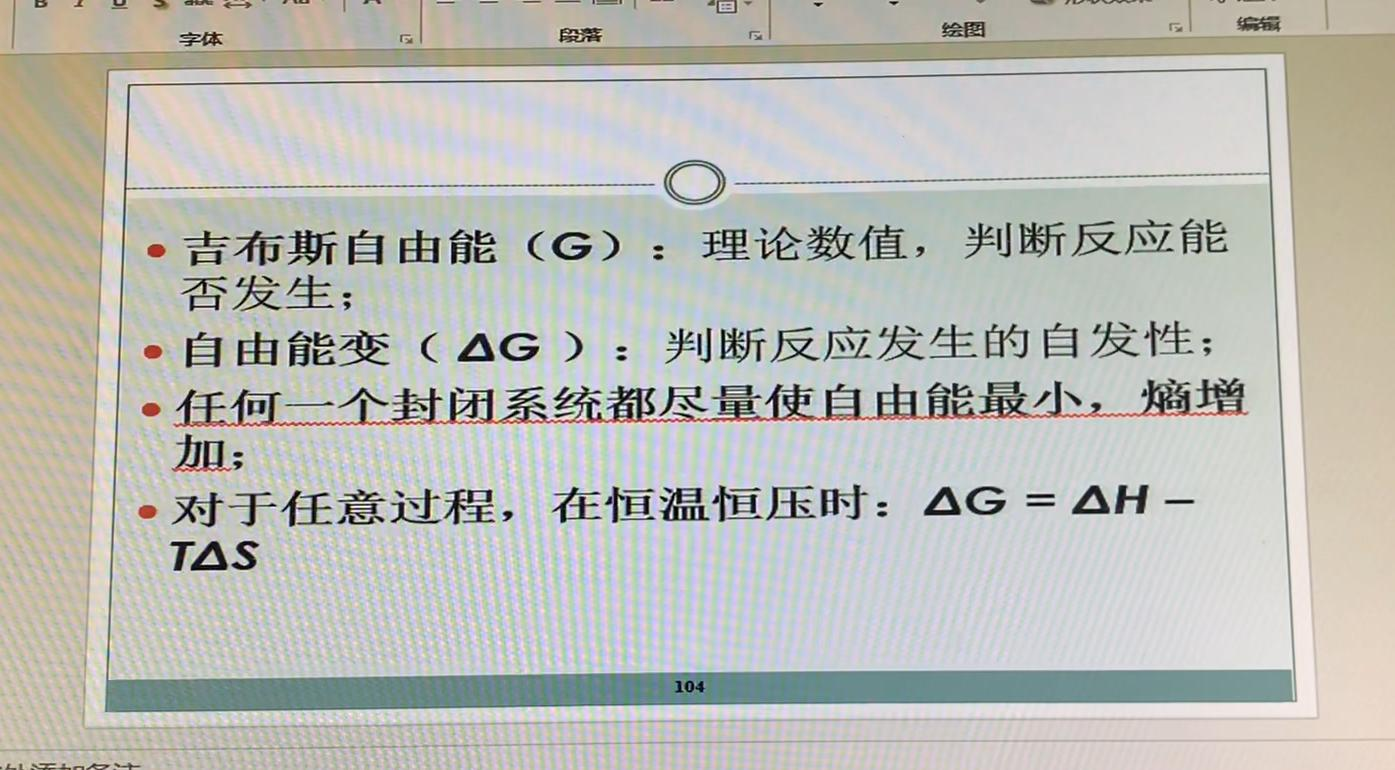 字体 段落 绘图 编辑
吉布斯自由能（G）：理论数值，判断反应能
否发生；
自由能变（ΔG ）：判断反应发生的自发性；
任何一个封闭系统都尽量使自由能最小，熵增
加；
对于任意过程，在恒温恒压时：ΔG = ΔH –
TΔS
104